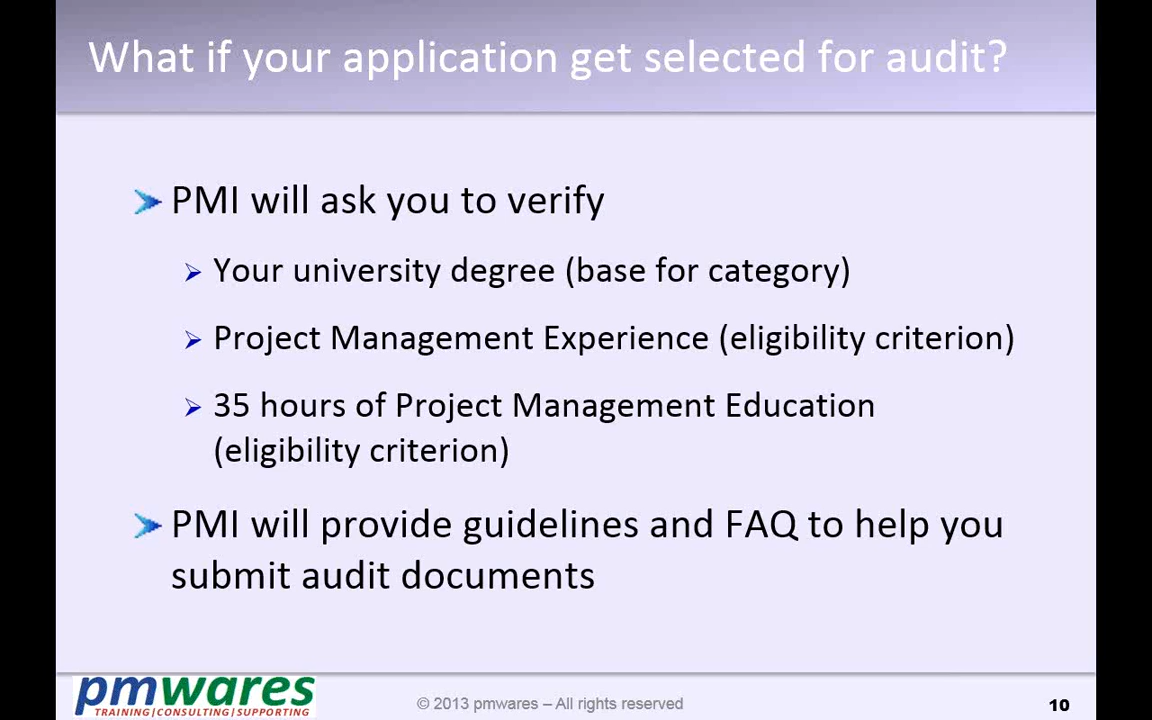 What if your application get selected for audit?
PMI will ask you to verify
Your university degree (base for category)
Project Management Experience (eligibility criterion)
35 hours of Project Management Education
(eligibility criterion)
PMI will provide guidelines and FAQ to help you
submit audit documents
pmwares
TRAINING|CONSULTING|SUPPORTING
© 2013 pmwares – All rights reserved
10